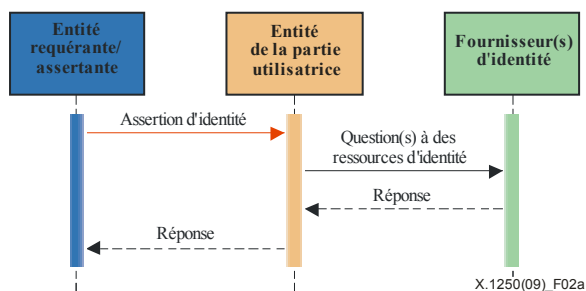 Entité
requérante/
assertante
Entité
de la partie
utilisatrice
Fournisseur(s)
d'identité
Assertion d'identité
Question(s) à des
ressources d'identité
Réponse
Réponse
X.1250(09)_F02a